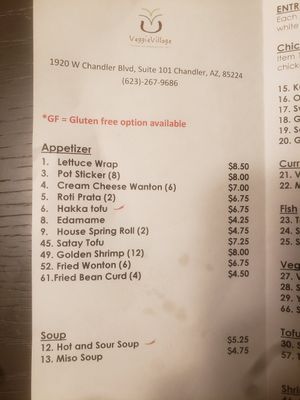 VeggieVillage
1920 W Chandler Blvd, Suite 101 Chandler, AZ, 85224
(623)-267-9686
*GF = Gluten free option available
Appetizer
1. Lettuce Wrap $8.50
3. Pot Sticker (8) $8.00
4. Cream Cheese Wanton (6) $7.00
5. Roti Prata (2) $6.75
6. Hakka tofu $6.75
8. Edamame $4.25
9. House Spring Roll (2) $4.75
45. Satay Tofu $7.25
49. Golden Shrimp (12) $8.00
52. Fried Wonton (6) $6.75
61.Fried Bean Curd (4) $4.50
Soup
12. Hot and Sour Soup $5.25
13. Miso Soup $4.75
ENTR
Each
white
Chic
Item
chick
15. K
16. O
17. S
18. G
19. S
20. G
Curr
21. V
22. M
Fish
23. T
24. S
25. S
26. S
Veg
27. V
28. S
29.
66.
68. Y
Tofu
30.
57.
Shri